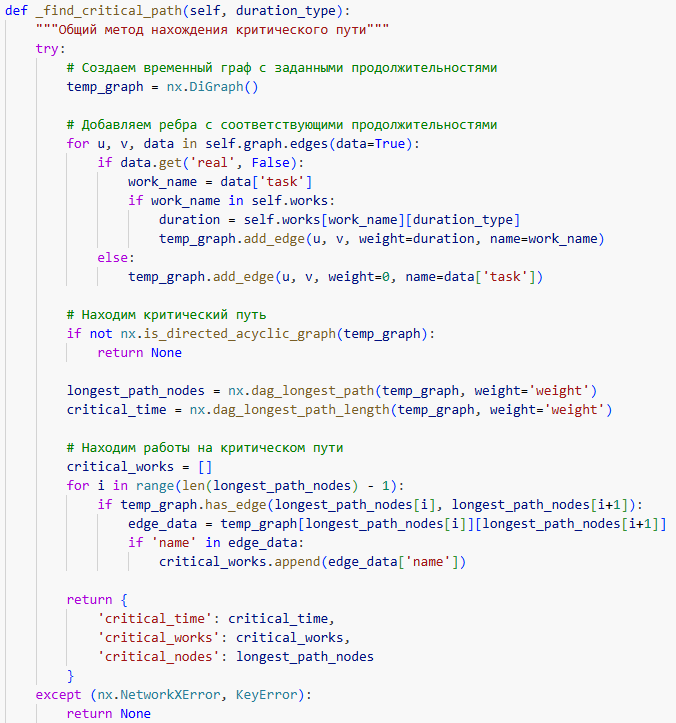 def _find_critical_path(self, duration_type):
    """Общий метод нахождения критического пути"""
    try:
        # Создаем временный граф с заданными продолжительностями
        temp_graph = nx.DiGraph()

        # Добавляем ребра с соответствующими продолжительностями
        for u, v, data in self.graph.edges(data=True):
            if data.get('real', False):
                work_name = data['task']
                if work_name in self.works:
                    duration = self.works[work_name][duration_type]
                    temp_graph.add_edge(u, v, weight=duration, name=work_name)
            else:
                temp_graph.add_edge(u, v, weight=0, name=data['task'])

        # Находим критический путь
        if not nx.is_directed_acyclic_graph(temp_graph):
            return None

        longest_path_nodes = nx.dag_longest_path(temp_graph, weight='weight')
        critical_time = nx.dag_longest_path_length(temp_graph, weight='weight')

        # Находим работы на критическом пути
        critical_works = []
        for i in range(len(longest_path_nodes) - 1):
            if temp_graph.has_edge(longest_path_nodes[i], longest_path_nodes[i+1]):
                edge_data = temp_graph[longest_path_nodes[i]][longest_path_nodes[i+1]]
                if 'name' in edge_data:
                    critical_works.append(edge_data['name'])

        return {
            'critical_time': critical_time,
            'critical_works': critical_works,
            'critical_nodes': longest_path_nodes
        }
    except (nx.NetworkXError, KeyError):
        return None